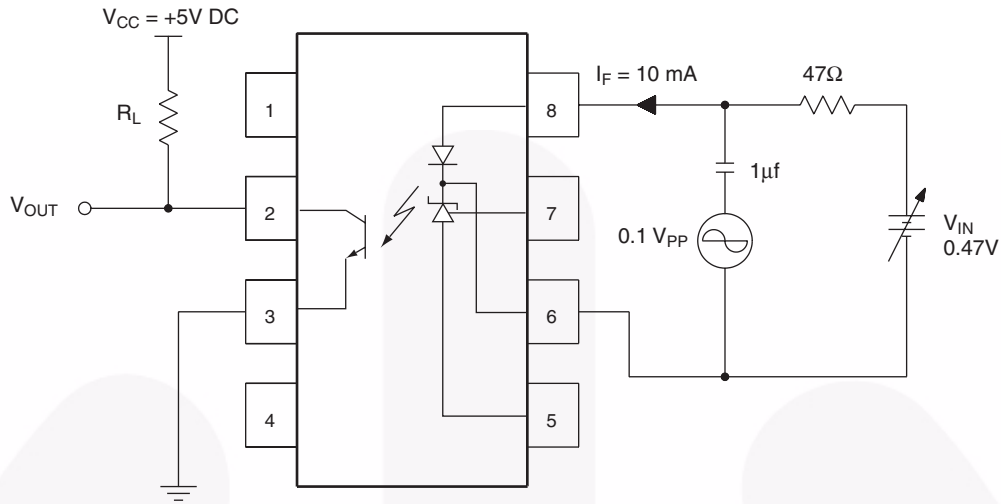 V_CC = +5V DC
R_L
V_OUT
1
2
3
4
8
7
6
5
I_F = 10 mA
47Ω
1µf
0.1 V_PP
V_IN
0.47V